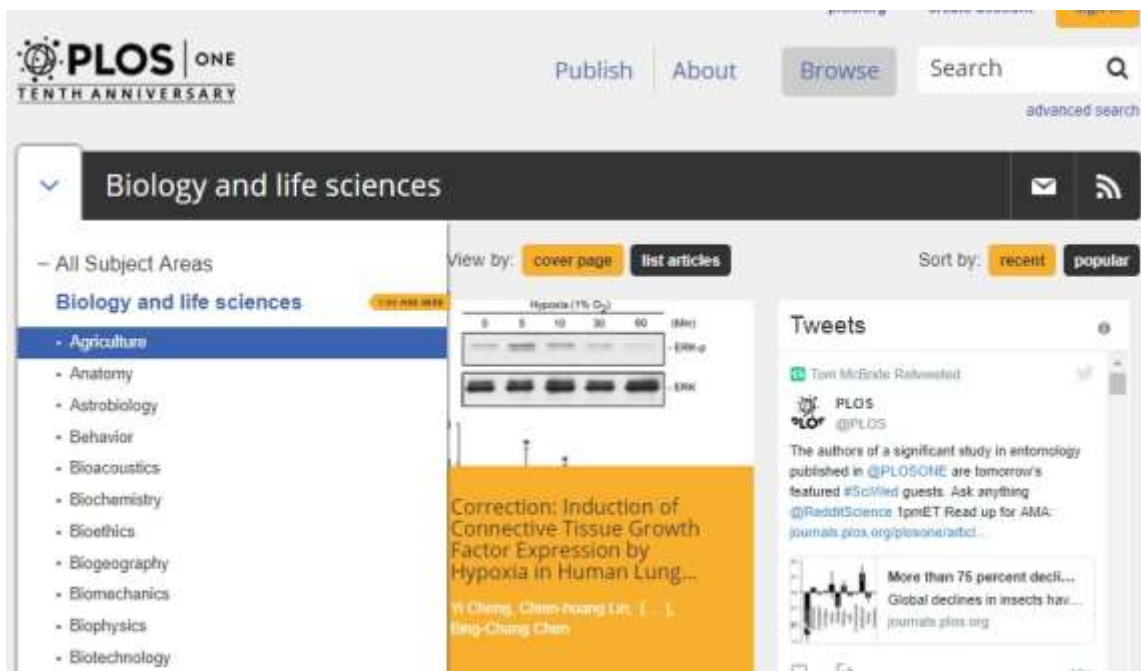 PLOS ONE
TENTH ANNIVERSARY
Publish About Browse Search
advanced search
Biology and life sciences
– All Subject Areas
Biology and life sciences
Agriculture
Anatomy
Astrobiology
Behavior
Bioacoustics
Biochemistry
Bioethics
Biogeography
Biomechanics
Biophysics
Biotechnology
View by: cover page list articles
Sort by: recent popular
Hypoxia (1% O2)
0 5 10 30 60 (Min)
- ERK-p
- ERK
Correction: Induction of
Connective Tissue Growth
Factor Expression by
Hypoxia in Human Lung...
Yi Cheng, Chien-huang Lin, [ ... ],
Bing-Chang Chen
Tweets
Tom McBride Retweeted
PLOS
@PLOS
The authors of a significant study in entomology
published in @PLOSONE are tomorrow's
featured #SciWed guests. Ask anything
@RedditScience 1pmET Read up for AMA:
journals.plos.org/plosone/articl...
More than 75 percent decli...
Global declines in insects hav...
journals.plos.org